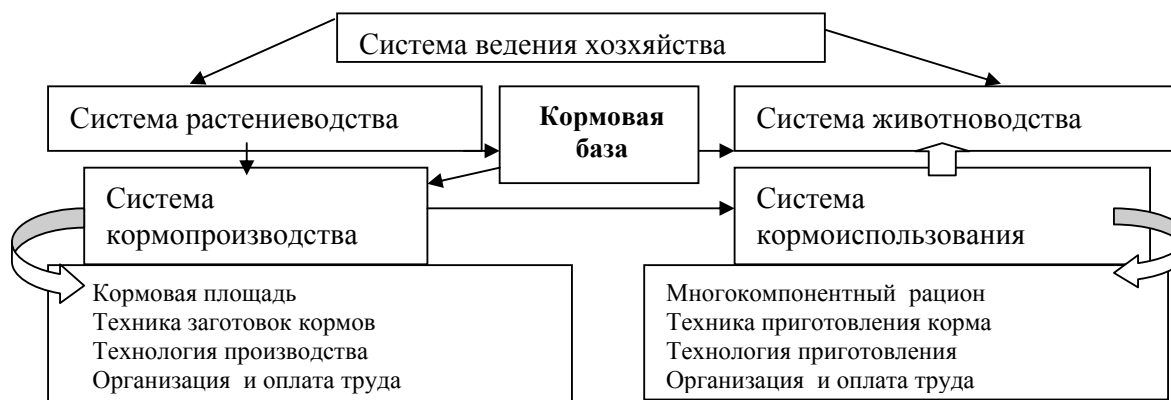 Система ведения хозхяйства
Система растениеводства
Кормовая
база
Система животноводства
Система
кормопроизводства
Система
кормоиспользования
Кормовая площадь
Техника заготовок кормов
Технология производства
Организация и оплата труда
Многокомпонентный рацион
Техника приготовления корма
Технология приготовления
Организация и оплата труда